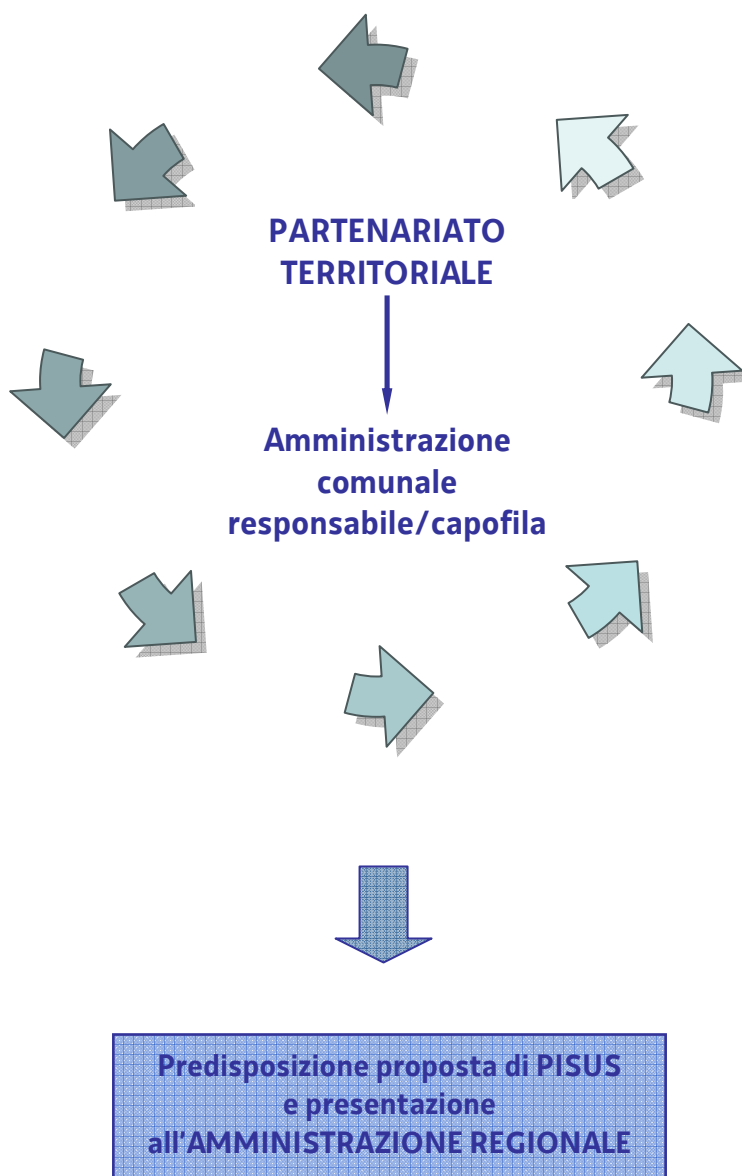 PARTENARIATO
TERRITORIALE
Amministrazione
comunale
responsabile/capofila
Predisposizione proposta di PISUS
e presentazione
all'AMMINISTRAZIONE REGIONALE